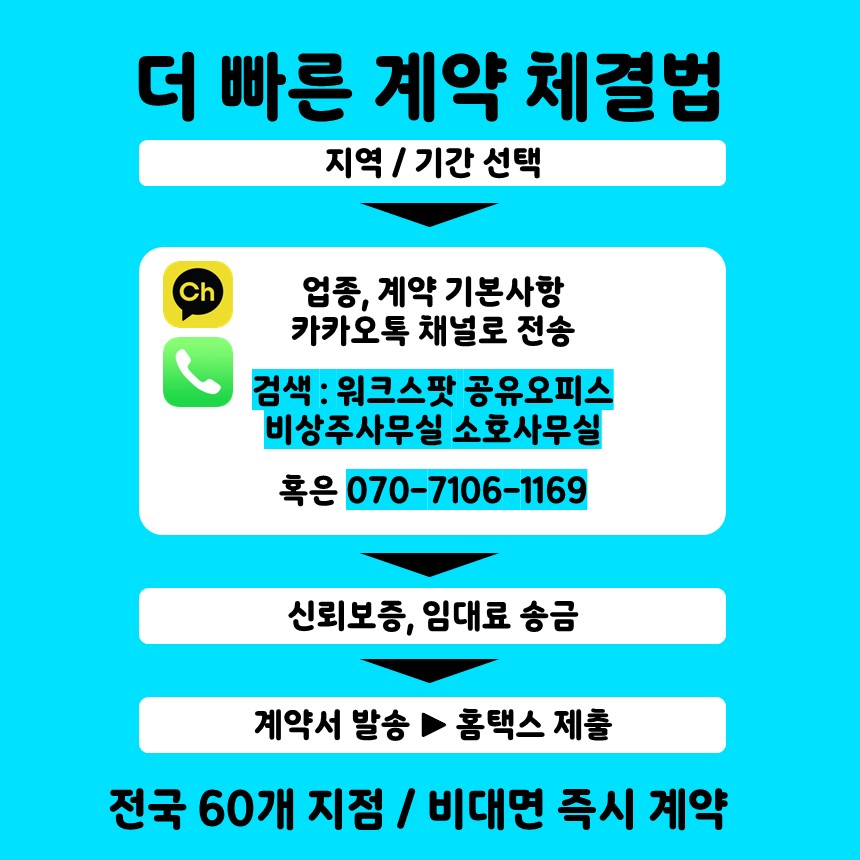 더 빠른 계약 체결법
지역 / 기간 선택
Ch
업종, 계약 기본사항
카카오톡 채널로 전송
검색 : 워크스팟 공유오피스
비상주사무실 소호사무실
혹은 070-7106-1169
신뢰보증, 임대료 송금
계약서 발송 ▶ 홈택스 제출
전국 60개 지점 / 비대면 즉시 계약